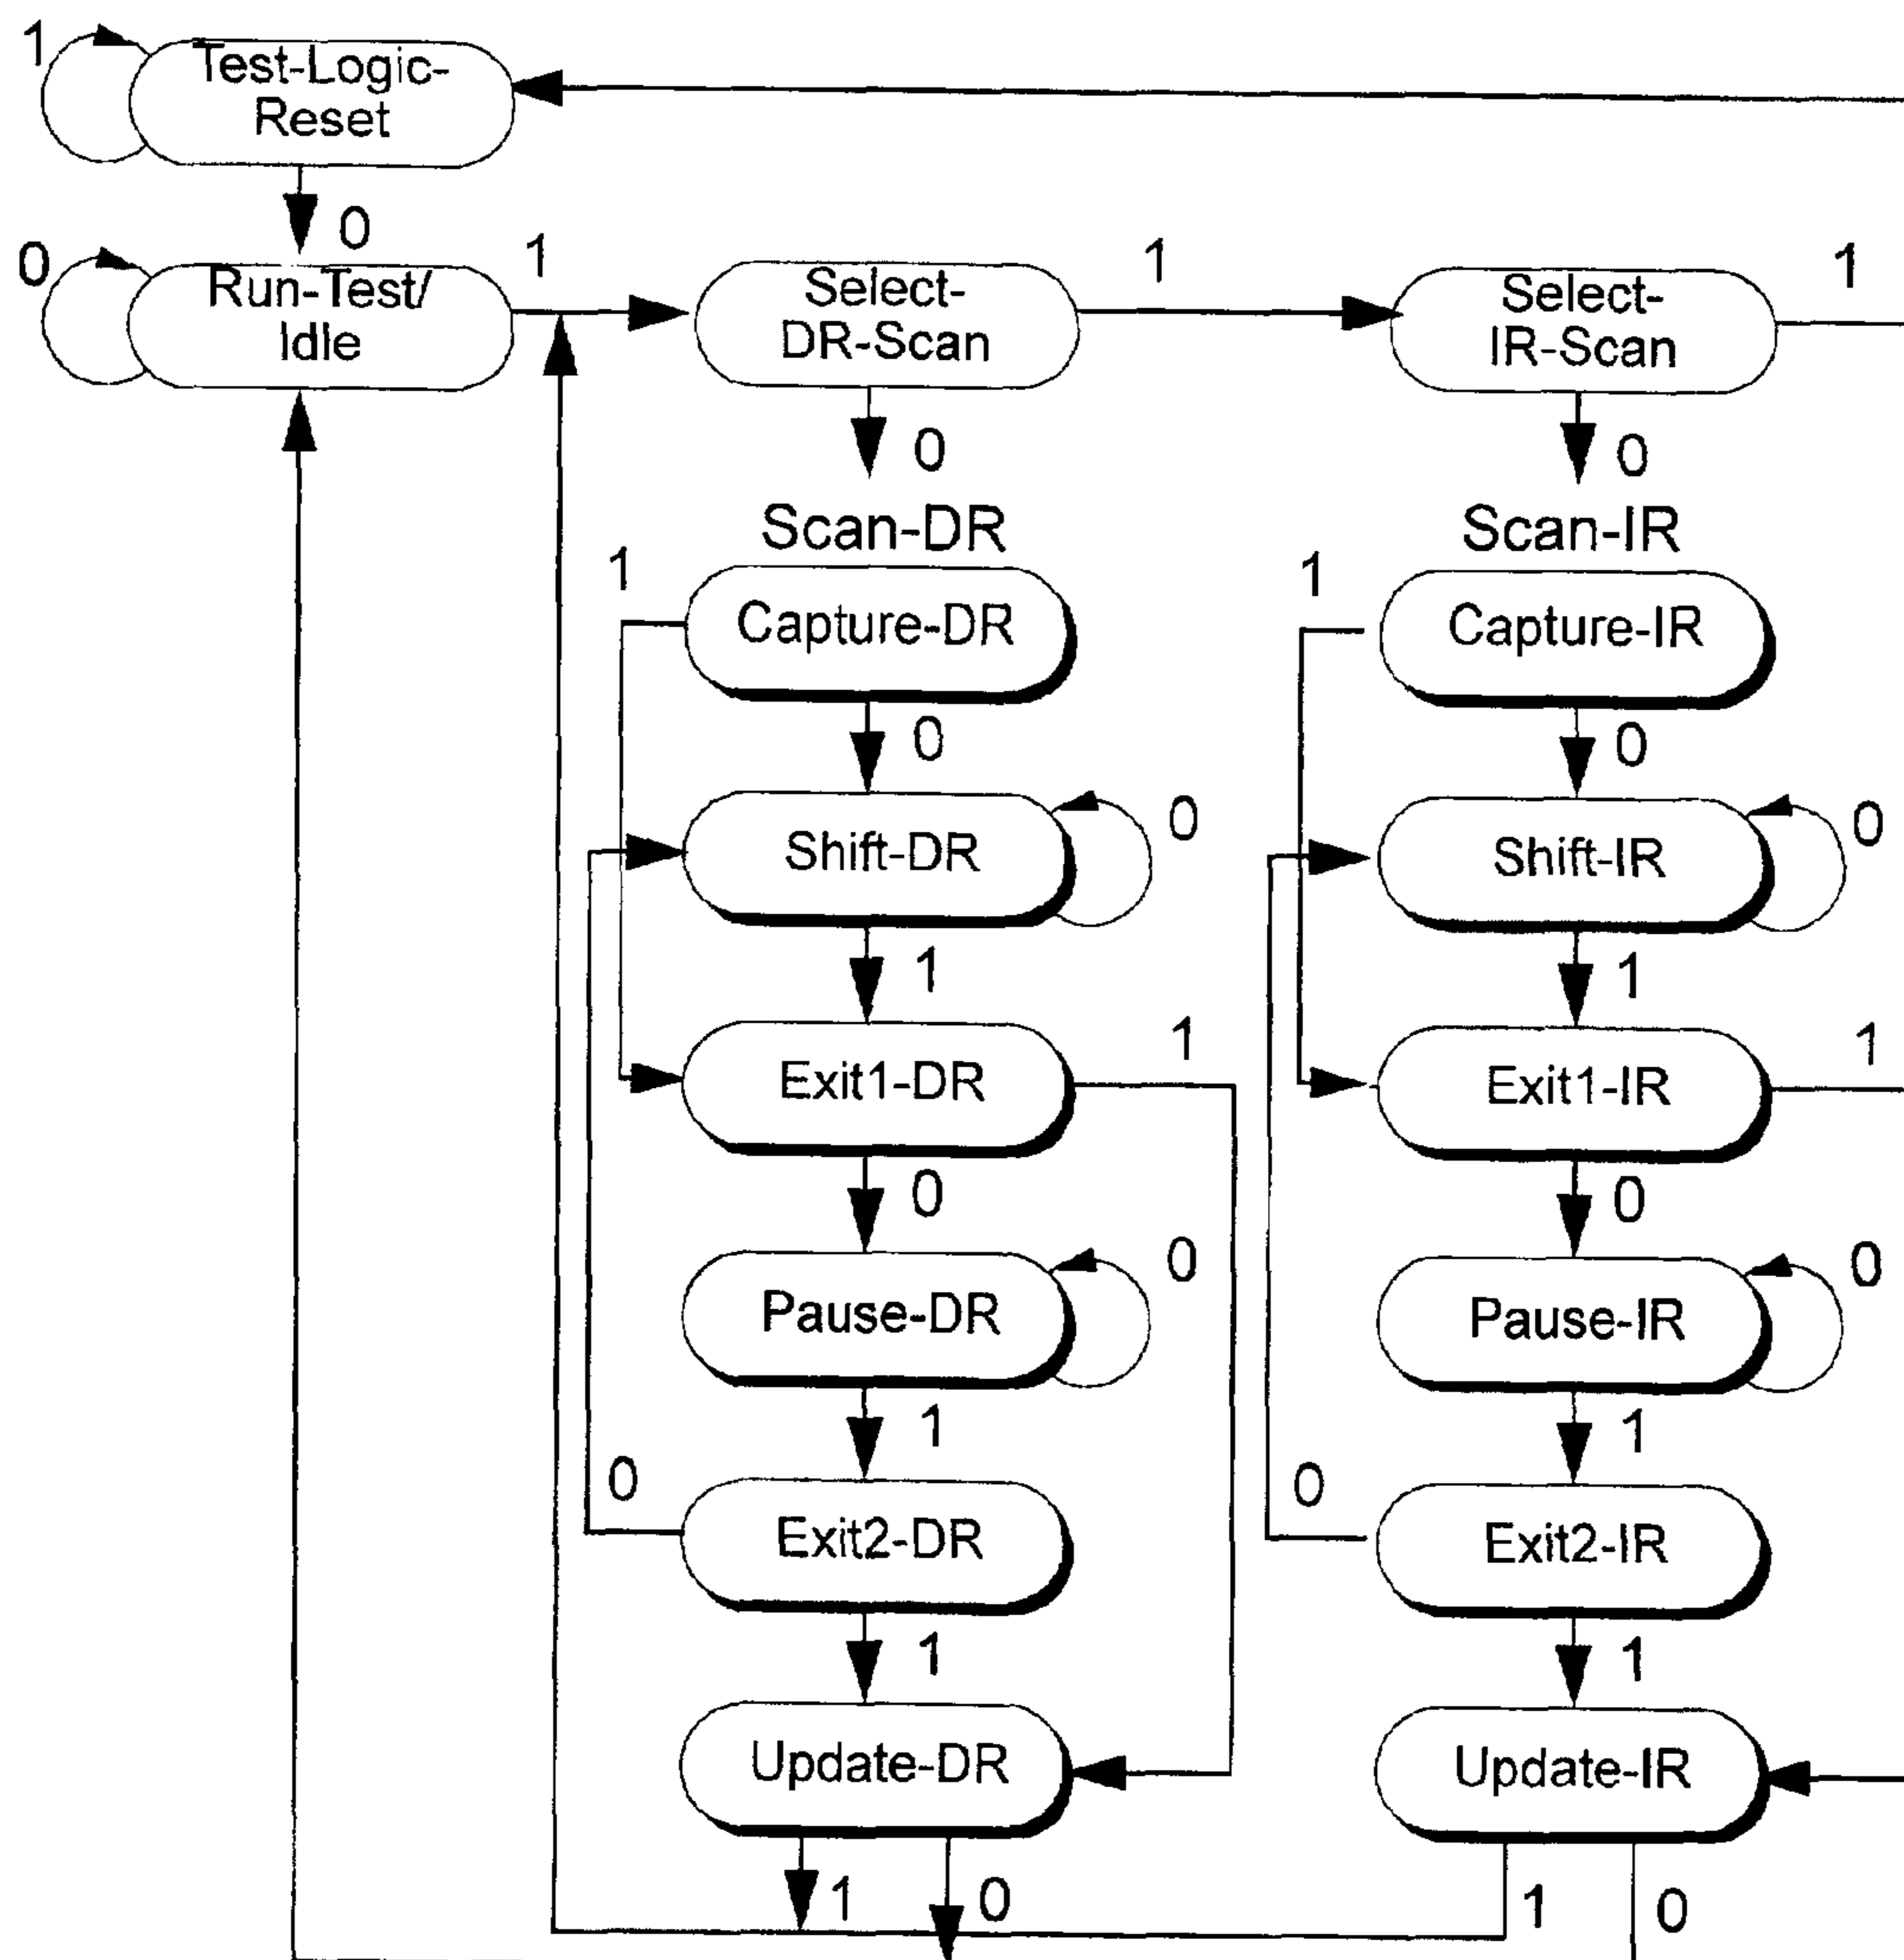 1
Test-Logic-
Reset
0
0
Run-Test/
Idle
1
Select-
DR-Scan
1
Select-
IR-Scan
1
0
0
Scan-DR
Scan-IR
1
Capture-DR
1
Capture-IR
0
0
Shift-DR
0
Shift-IR
0
1
1
Exit1-DR
1
Exit1-IR
1
0
0
Pause-DR
0
Pause-IR
0
1
1
0
Exit2-DR
0
Exit2-IR
1
1
Update-DR
Update-IR
1
0
1
0